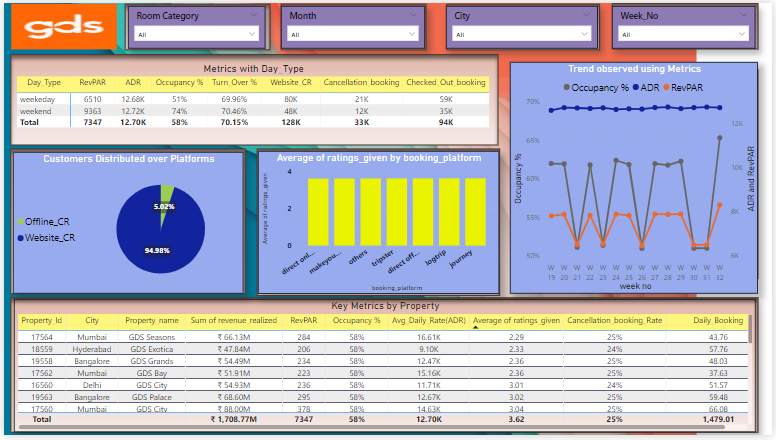 gds
Room Category
All
Month
All
City
All
Week_No
All
Metrics with Day_Type
Day_Type RevPAR ADR Occupancy % Turn_Over % Website_CR Cancellation_booking Checked_Out_booking
weekeday 6510 12.68K 51% 69.96% 80K 21K 59K
weekend 9363 12.72K 74% 70.46% 48K 12K 35K
Total 7347 12.70K 58% 70.15% 128K 33K 94K
Trend observed using Metrics
Occupancy % ADR RevPAR
70%
65%
60%
55%
50%
Occupancy %
12K
10K
8K
6K
ADR and RevPAR
W W W W W W W W W W W W W W
19 20 21 22 23 24 25 26 27 28 29 30 31 32
week no
Customers Distributed over Platforms
Offline_CR
Website_CR
5.02%
94.98%
Average of ratings_given by booking_platform
Average of ratings_given
4
2
0
direct onl... makeyou... others tripster direct off... logtrip journey
booking_platform
Key Metrics by Property
Property_Id City Property_name Sum of revenue_realized RevPAR Occupancy % Avg_Daily_Rate(ADR) Average of ratings_given Cancellation_booking_Rate Daily_Booking
17564 Mumbai GDS Seasons ₹ 66.13M 284 58% 16.61K 2.29 25% 43.76
18559 Hyderabad GDS Exotica ₹ 47.84M 206 58% 9.10K 2.33 24% 57.76
19558 Bangalore GDS Grands ₹ 54.49M 234 58% 12.47K 2.36 25% 48.03
17562 Mumbai GDS Bay ₹ 51.91M 223 58% 15.16K 2.36 25% 37.63
16560 Delhi GDS City ₹ 54.93M 236 58% 11.71K 3.01 24% 51.57
19563 Bangalore GDS Palace ₹ 68.60M 295 58% 12.67K 3.02 25% 59.48
17560 Mumbai GDS City ₹ 88.00M 378 58% 14.63K 3.04 25% 66.08
Total ₹ 1,708.77M 7347 58% 12.70K 3.62 25% 1,479.01